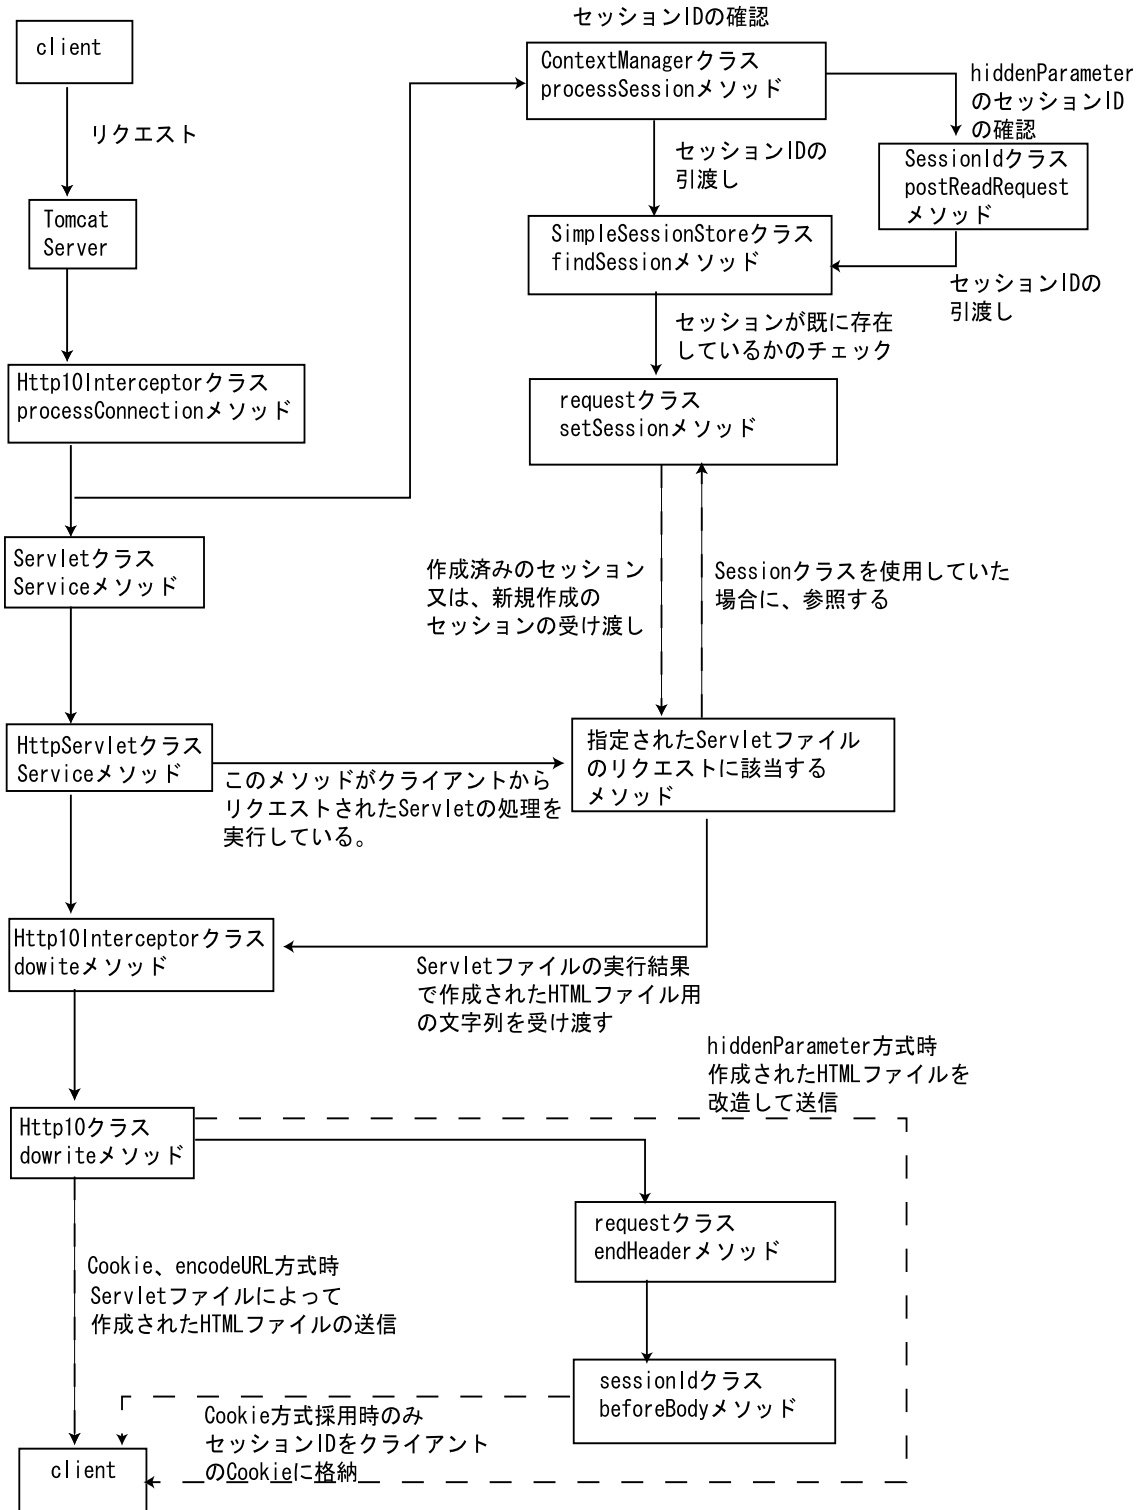 client
リクエスト
Tomcat
Server
Http10Interceptorクラス
processConnectionメソッド
セッションIDの確認
ContextManagerクラス
processSessionメソッド
hiddenParameter
のセッションID
の確認
セッションIDの
引渡し
SessionIdクラス
postReadRequest
メソッド
SimpleSessionStoreクラス
findSessionメソッド
セッションIDの
引渡し
セッションが既に存在
しているかのチェック
requestクラス
setSessionメソッド
Servletクラス
Serviceメソッド
作成済みのセッション
又は、新規作成の
セッションの受け渡し
Sessionクラスを使用していた
場合に、参照する
HttpServletクラス
Serviceメソッド
このメソッドがクライアントから
リクエストされたServletの処理を
実行している。
指定されたServletファイル
のリクエストに該当する
メソッド
Http10Interceptorクラス
dowiteメソッド
Servletファイルの実行結果
で作成されたHTMLファイル用
の文字列を受け渡す
hiddenParameter方式時
作成されたHTMLファイルを
改造して送信
Http10クラス
dowriteメソッド
requestクラス
endHeaderメソッド
Cookie、encodeURL方式時
Servletファイルによって
作成されたHTMLファイルの送信
sessionIdクラス
beforeBodyメソッド
Cookie方式採用時のみ
セッションIDをクライアント
のCookieに格納
client